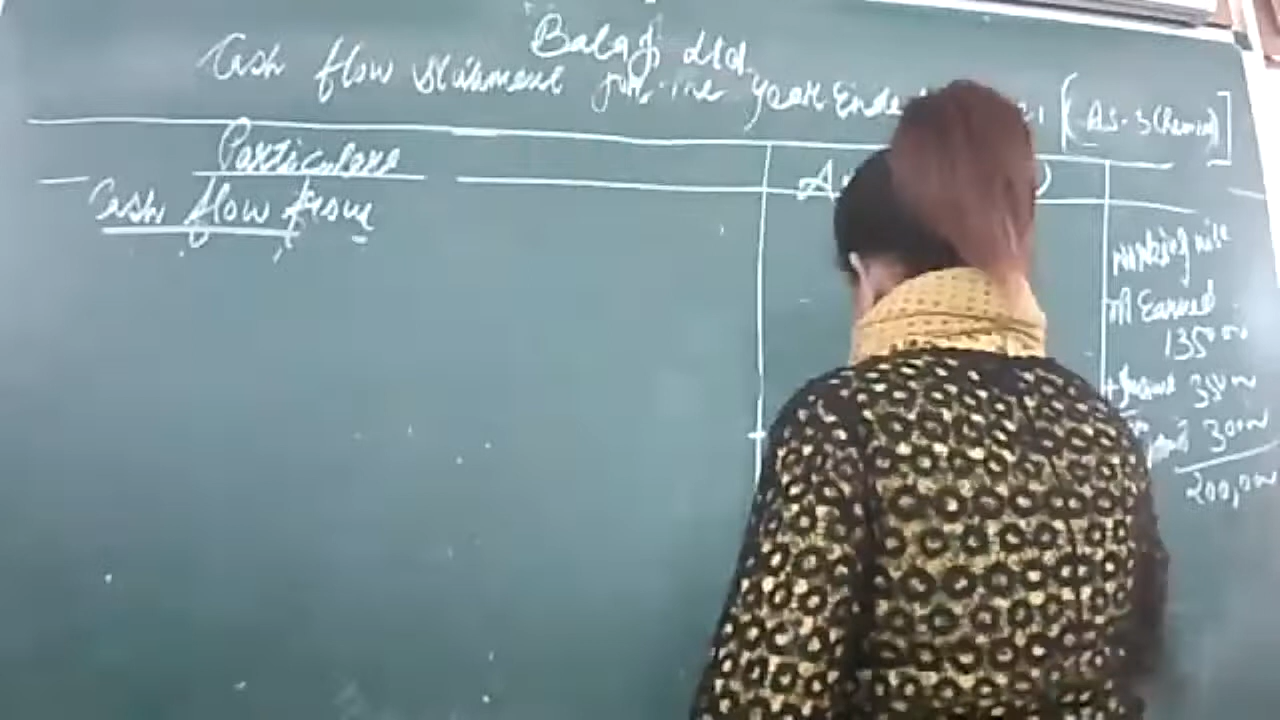 Balaji Ltd.
Cash flow statement for the year Ende
[AS-3 (Revised)]
Particulars
Cash flow from
Working note
Earned
135000
+ 35000
30000
200,000